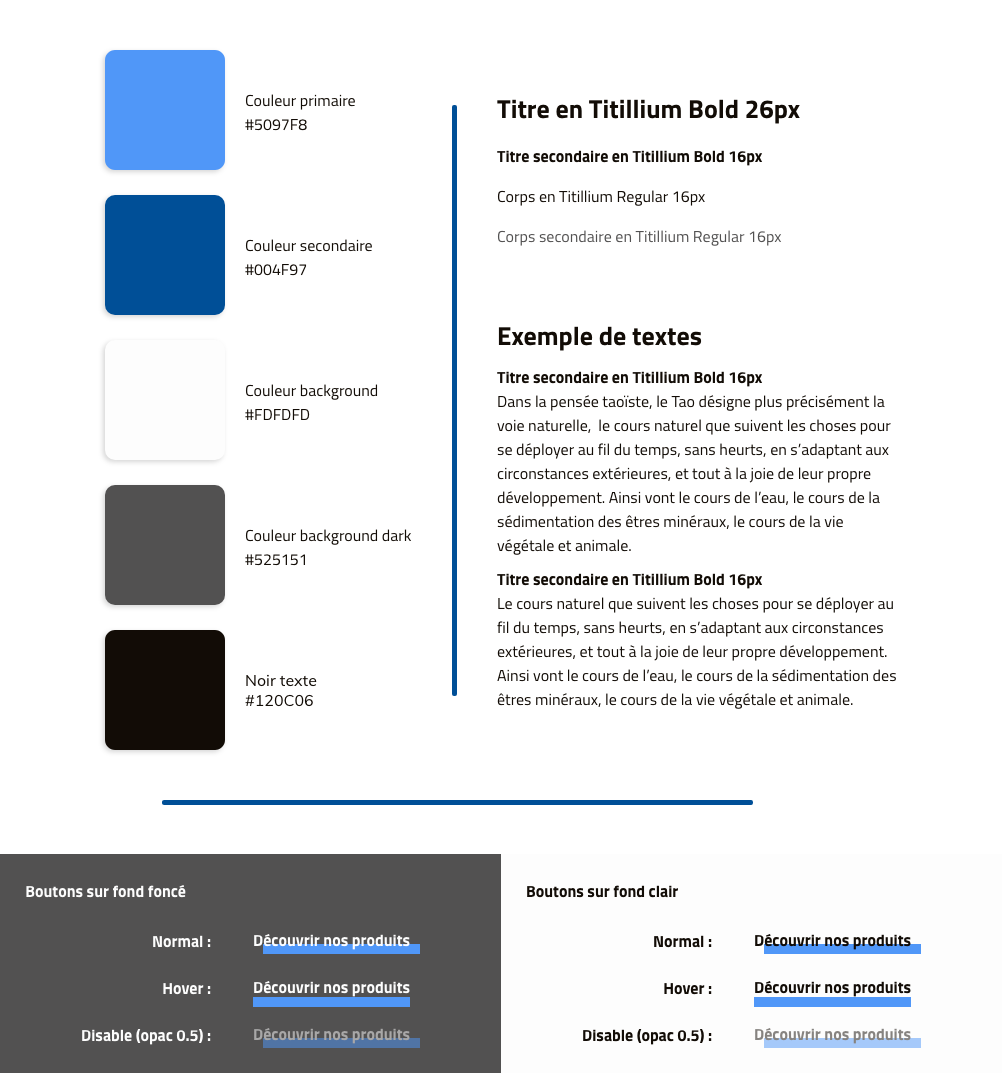 Couleur primaire
#5097F8
Couleur secondaire
#004F97
Couleur background
#FDFDFD
Couleur background dark
#525151
Noir texte
#120C06
Titre en Titillium Bold 26px
Titre secondaire en Titillium Bold 16px
Corps en Titillium Regular 16px
Corps secondaire en Titillium Regular 16px
Exemple de textes
Titre secondaire en Titillium Bold 16px
Dans la pensée taoïste, le Tao désigne plus précisément la
voie naturelle,  le cours naturel que suivent les choses pour
se déployer au fil du temps, sans heurts, en s’adaptant aux
circonstances extérieures, et tout à la joie de leur propre
développement. Ainsi vont le cours de l’eau, le cours de la
sédimentation des êtres minéraux, le cours de la vie
végétale et animale.
Titre secondaire en Titillium Bold 16px
Le cours naturel que suivent les choses pour se déployer au
fil du temps, sans heurts, en s’adaptant aux circonstances
extérieures, et tout à la joie de leur propre développement.
Ainsi vont le cours de l’eau, le cours de la sédimentation des
êtres minéraux, le cours de la vie végétale et animale.
Boutons sur fond foncé
Normal : Découvrir nos produits
Hover : Découvrir nos produits
Disable (opac 0.5) : Découvrir nos produits
Boutons sur fond clair
Normal : Découvrir nos produits
Hover : Découvrir nos produits
Disable (opac 0.5) : Découvrir nos produits